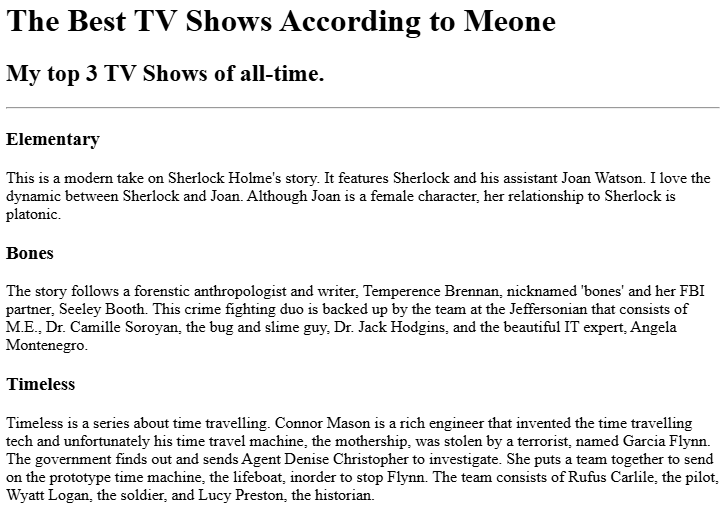 The Best TV Shows According to Meone
My top 3 TV Shows of all-time.
Elementary
This is a modern take on Sherlock Holme's story. It features Sherlock and his assistant Joan Watson. I love the
dynamic between Sherlock and Joan. Although Joan is a female character, her relationship to Sherlock is
platonic.
Bones
The story follows a forenstic anthropologist and writer, Temperence Brennan, nicknamed 'bones' and her FBI
partner, Seeley Booth. This crime fighting duo is backed up by the team at the Jeffersonian that consists of
M.E., Dr. Camille Soroyan, the bug and slime guy, Dr. Jack Hodgins, and the beautiful IT expert, Angela
Montenegro.
Timeless
Timeless is a series about time travelling. Connor Mason is a rich engineer that invented the time travelling
tech and unfortunately his time travel machine, the mothership, was stolen by a terrorist, named Garcia Flynn.
The government finds out and sends Agent Denise Christopher to investigate. She puts a team together to send
on the prototype time machine, the lifeboat, inorder to stop Flynn. The team consists of Rufus Carlile, the pilot,
Wyatt Logan, the soldier, and Lucy Preston, the historian.